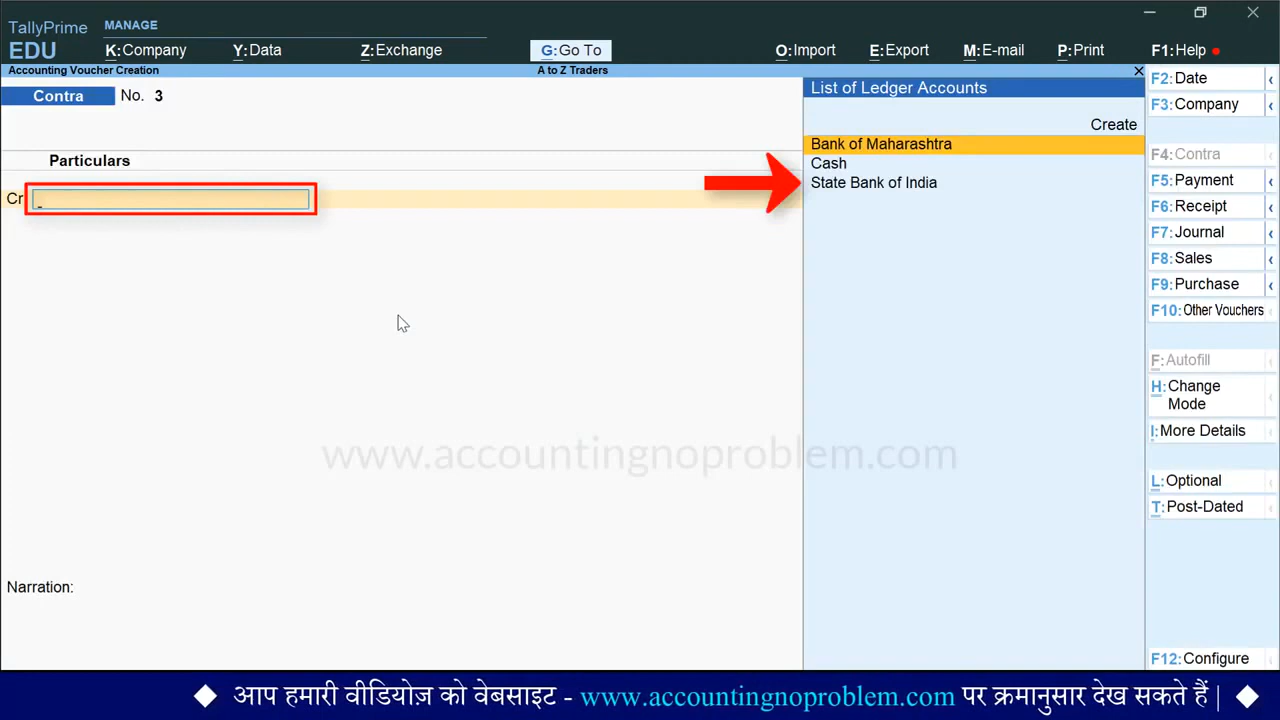 TallyPrime
EDU
MANAGE
K:Company Y:Data Z:Exchange G:Go To O:Import E:Export M:E-mail P:Print F1:Help
Accounting Voucher Creation A to Z Traders
Contra No. 3
Particulars
Cr
Narration:
List of Ledger Accounts
Create
Bank of Maharashtra
Cash
State Bank of India
F2:Date
F3:Company
F4:Contra
F5:Payment
F6:Receipt
F7:Journal
F8:Sales
F9:Purchase
F10:Other Vouchers
F:Autofill
H:Change
Mode
I:More Details
L:Optional
T:Post-Dated
F12:Configure
www.accountingnoproblem.com
आप हमारी वीडियोज़ को वेबसाइट - www.accountingnoproblem.com पर क्रमानुसार देख सकते हैं |